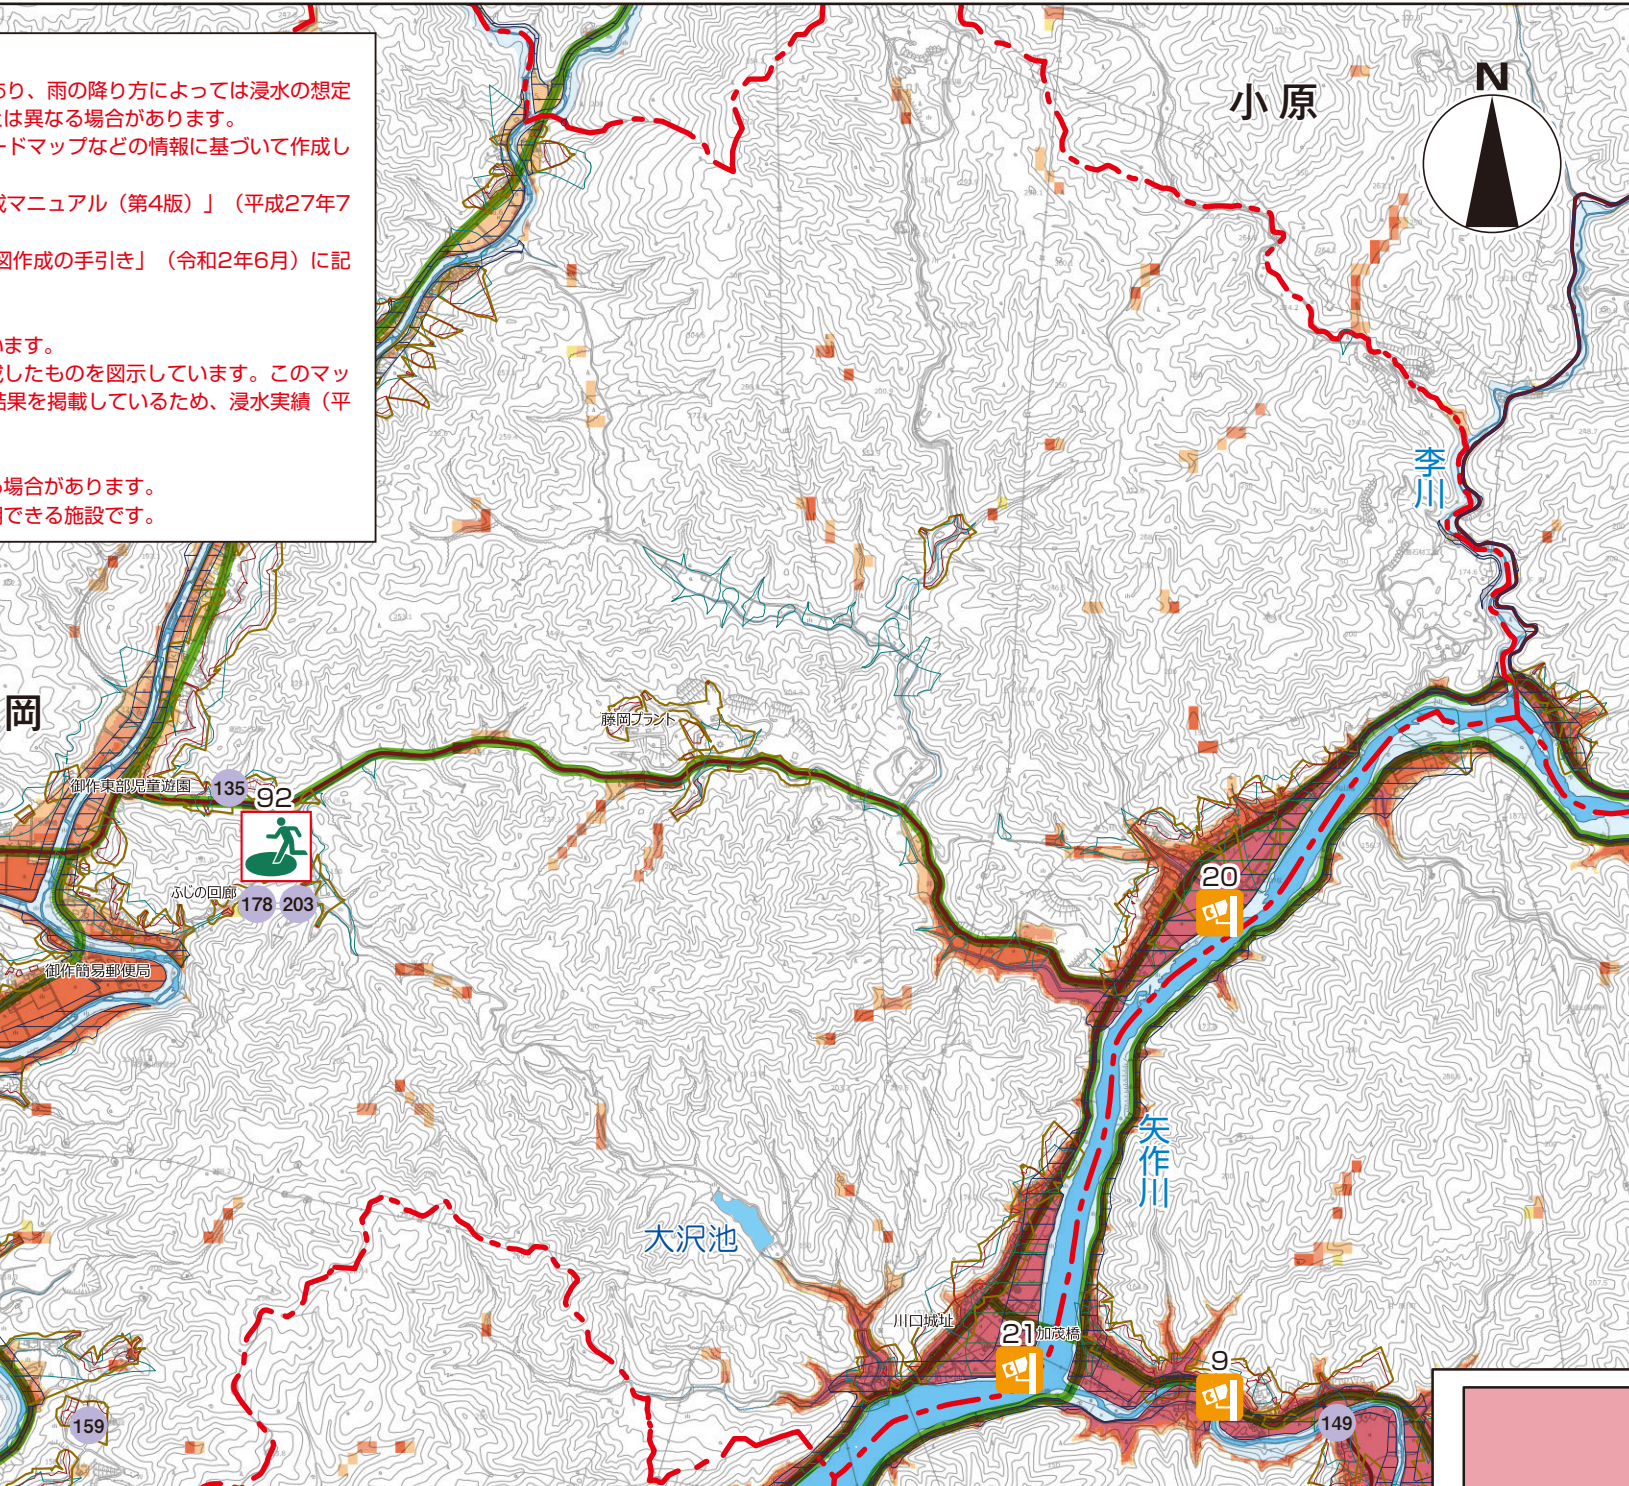 あり、雨の降り方によっては浸水の想定
とは異なる場合があります。
ードマップなどの情報に基づいて作成し
成マニュアル（第4版）」（平成27年7
図作成の手引き」（令和2年6月）に記
います。
成したものを図示しています。このマッ
結果を掲載しているため、浸水実績（平
る場合があります。
用できる施設です。
小原
N
李川
岡
藤岡プラント
御作東部児童遊園
135
92
ふじの回廊
178
203
20
御作簡易郵便局
矢作川
大沢池
川口城址
21
加茂橋
9
159
149